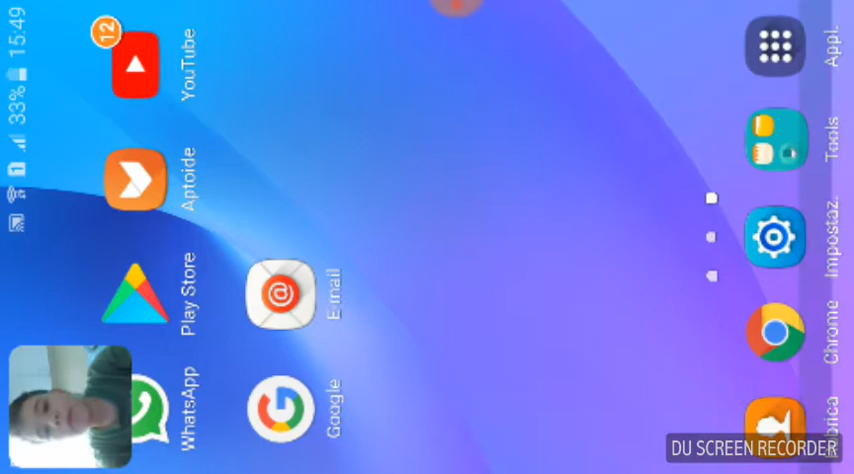 33% 15:49
WhatsApp Play Store Aptoide YouTube
12
Google E-mail
Chrome Impostaz. Tools Appl.
DU SCREEN RECORDER